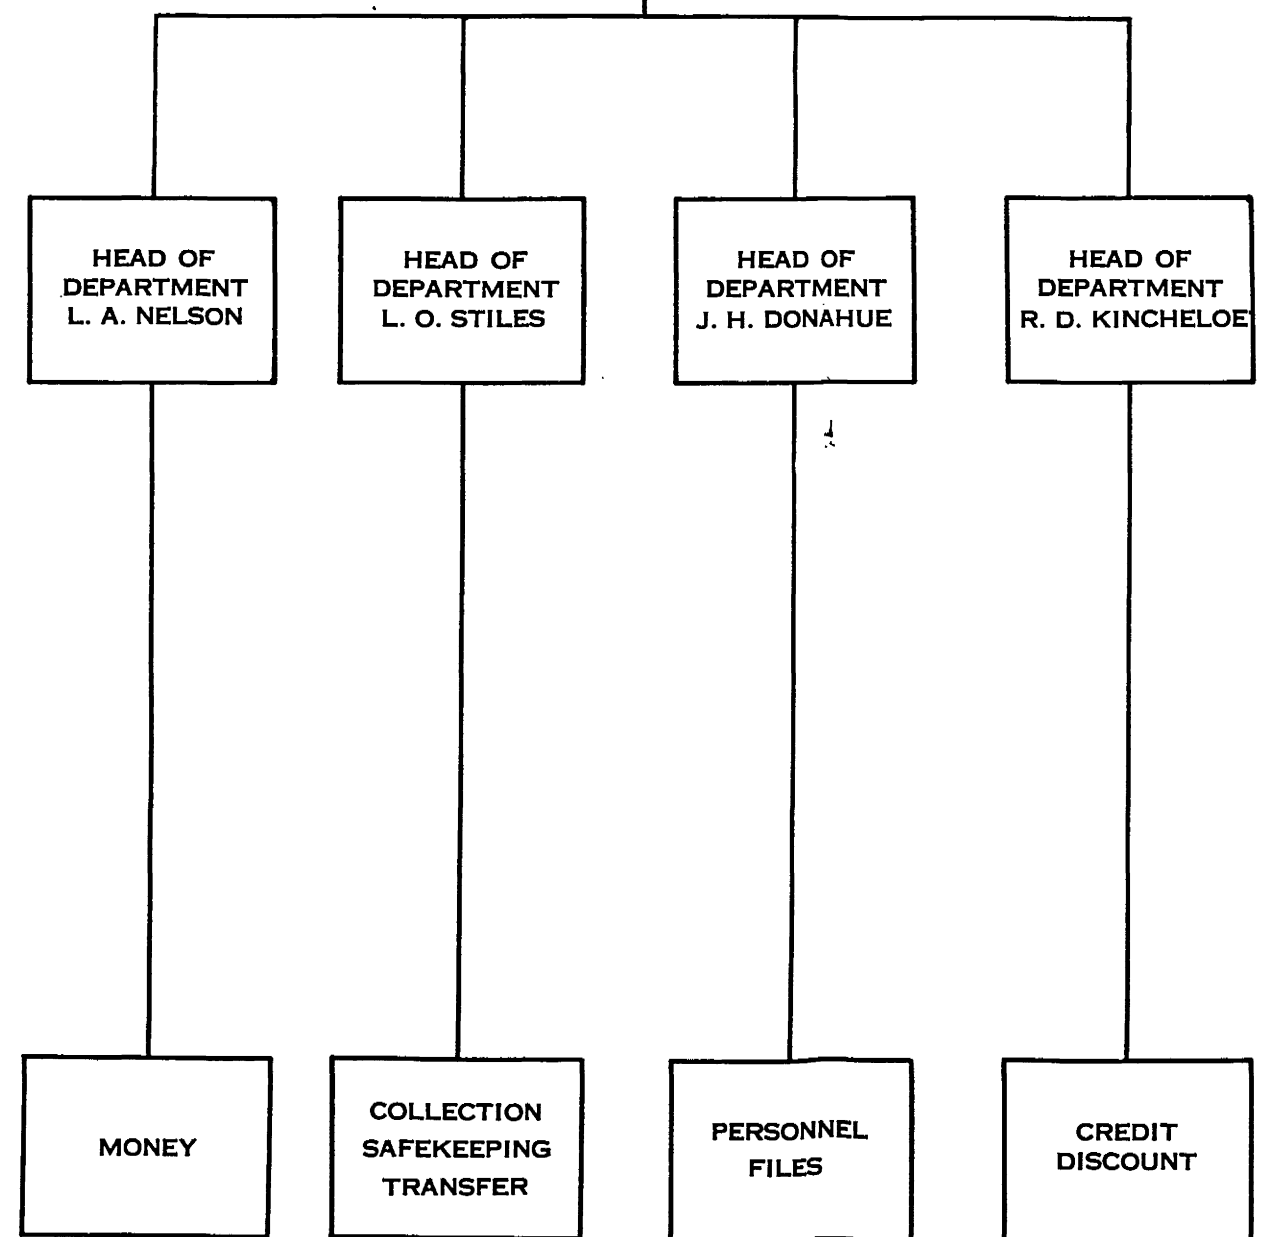 HEAD OF
DEPARTMENT
L. A. NELSON
HEAD OF
DEPARTMENT
L. O. STILES
HEAD OF
DEPARTMENT
J. H. DONAHUE
HEAD OF
DEPARTMENT
R. D. KINCHELOE
MONEY
COLLECTION
SAFEKEEPING
TRANSFER
PERSONNEL
FILES
CREDIT
DISCOUNT